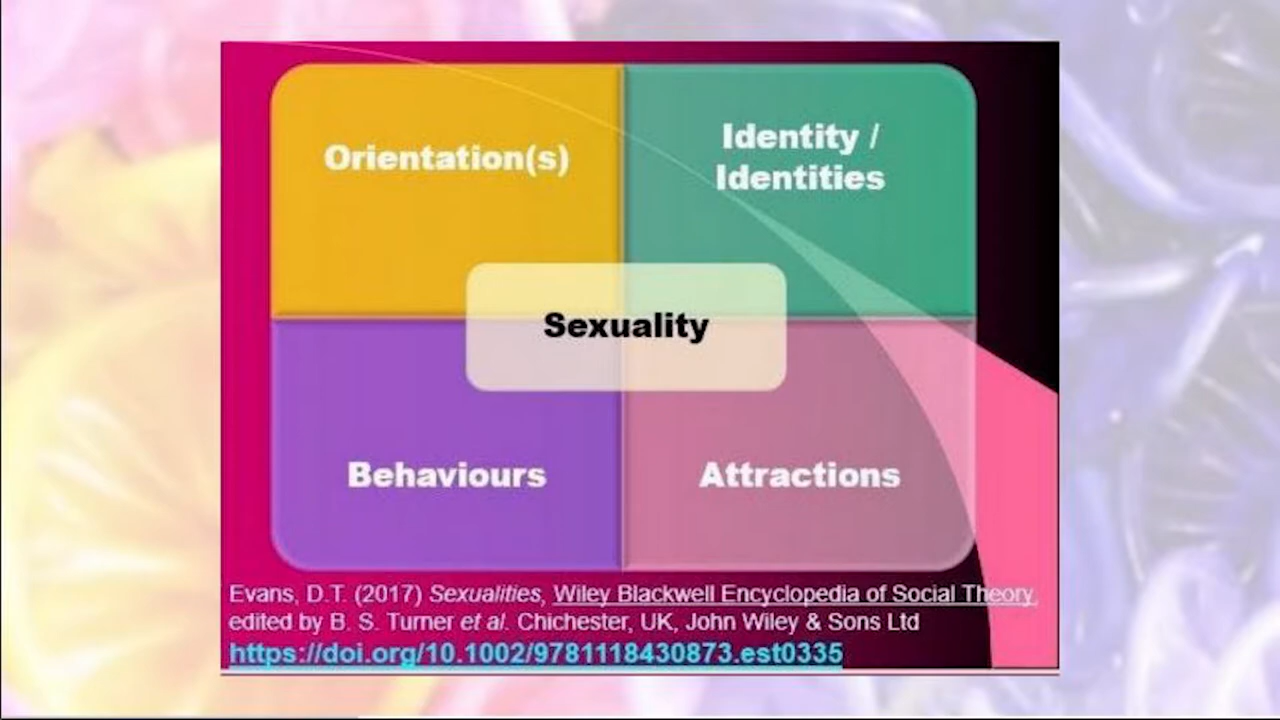 Orientation(s)
Identity /
Identities
Sexuality
Behaviours
Attractions
Evans, D.T. (2017) Sexualities, Wiley Blackwell Encyclopedia of Social Theory,
edited by B. S. Turner et al. Chichester, UK, John Wiley & Sons Ltd
https://doi.org/10.1002/9781118430873.est0335